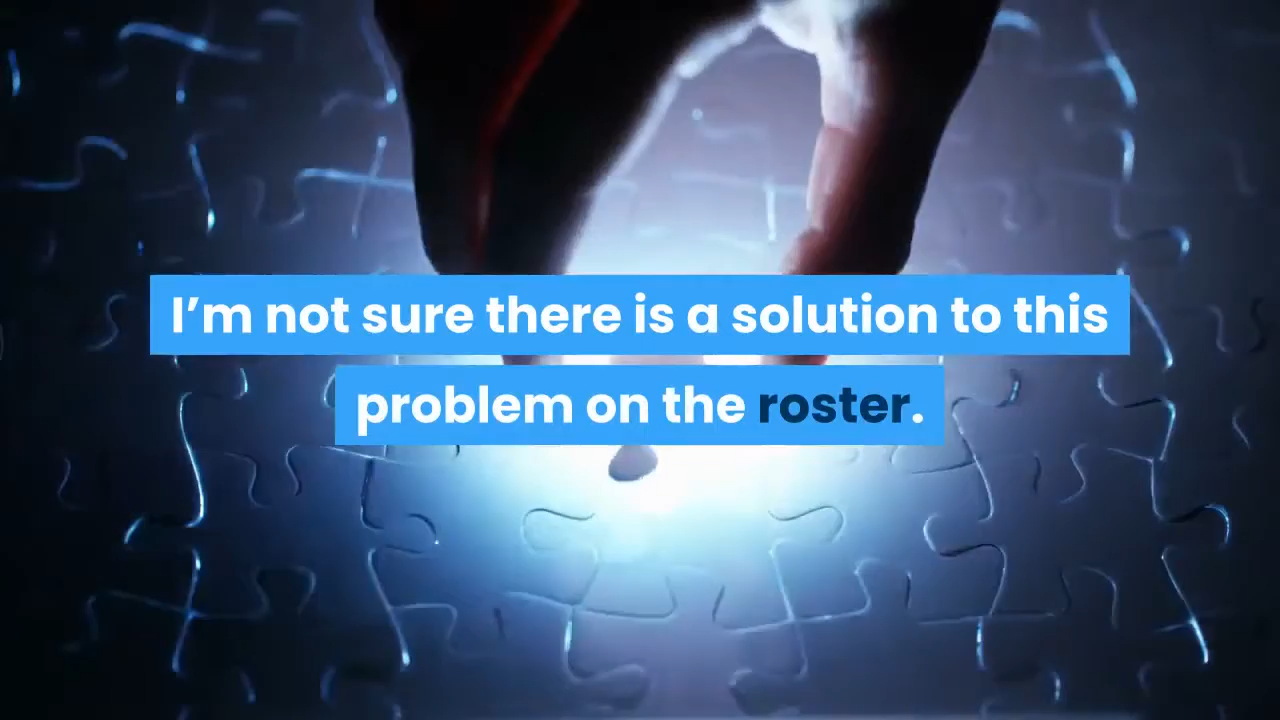 I’m not sure there is a solution to this
problem on the roster.